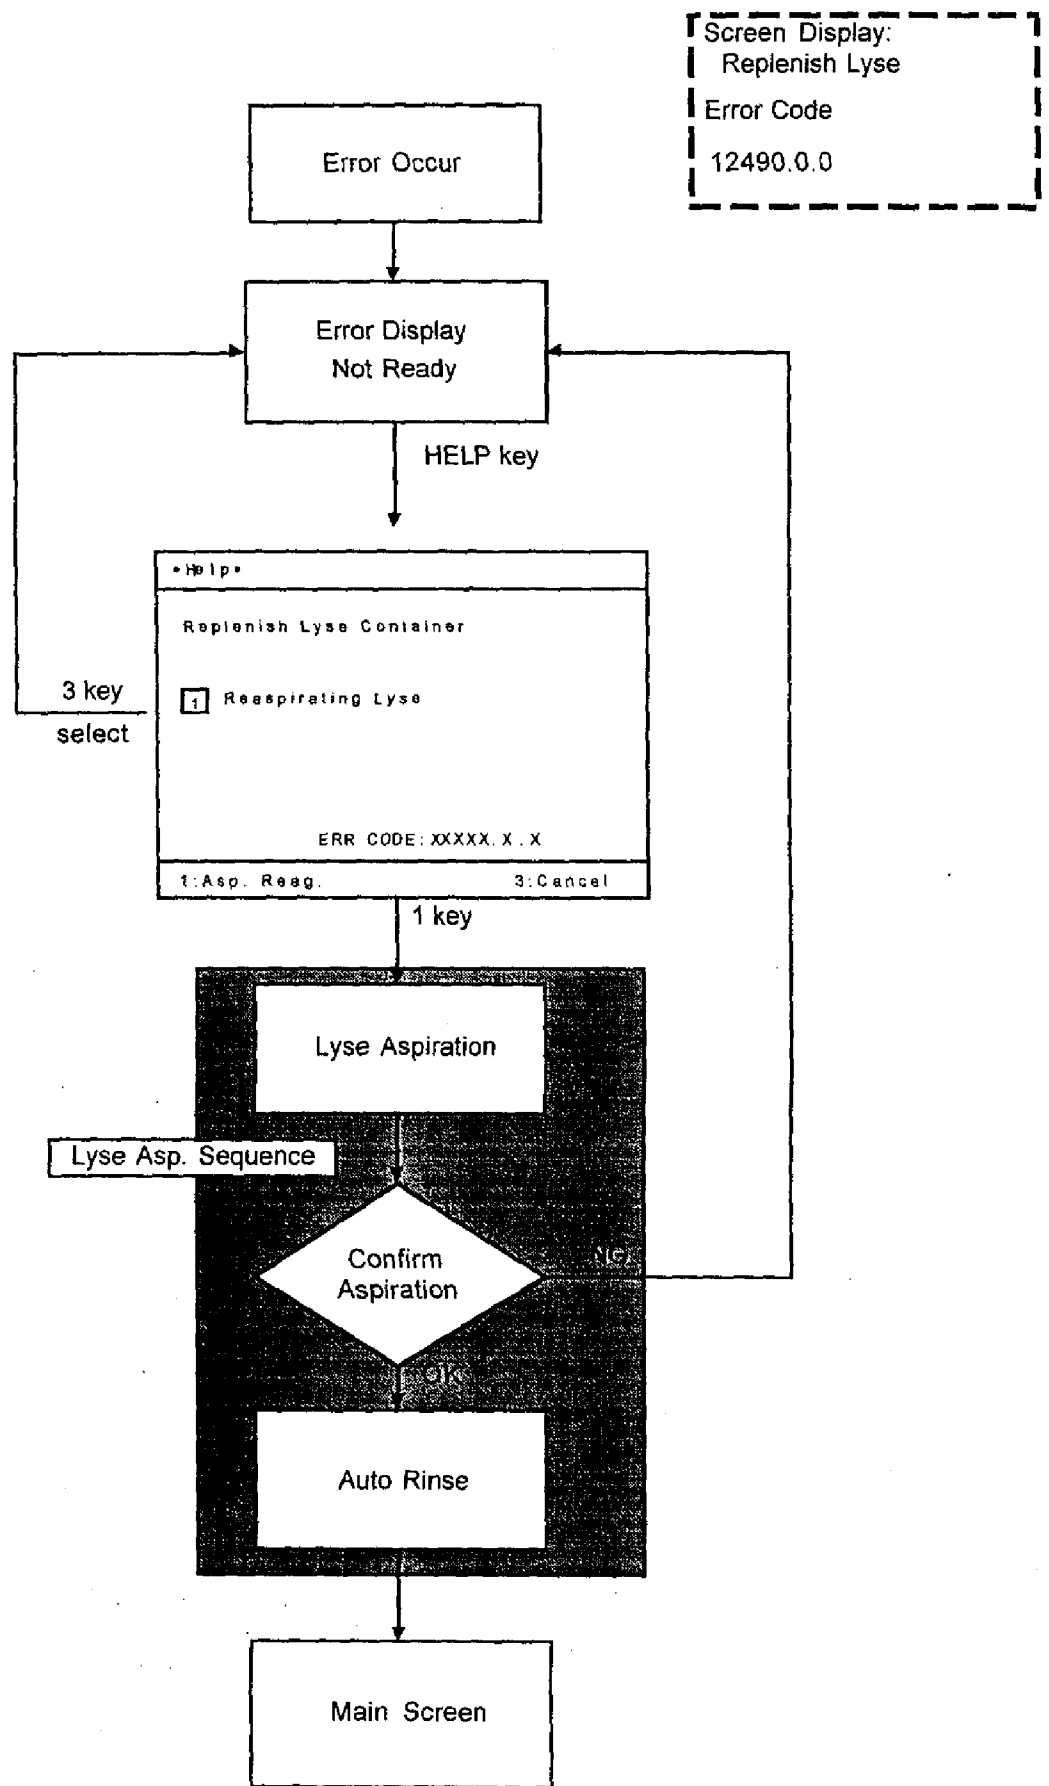 Screen Display:
Replenish Lyse
Error Code
12490.0.0
Error Occur
Error Display
Not Ready
HELP key
*Help*
Replenish Lyse Container
1 Reaspirating Lyse
3 key
select
ERR CODE: XXXXX. X . X
1:Asp. Reag.
3:Cancel
1 key
Lyse Aspiration
Lyse Asp. Sequence
Confirm
Aspiration
NG
OK
Auto Rinse
Main Screen